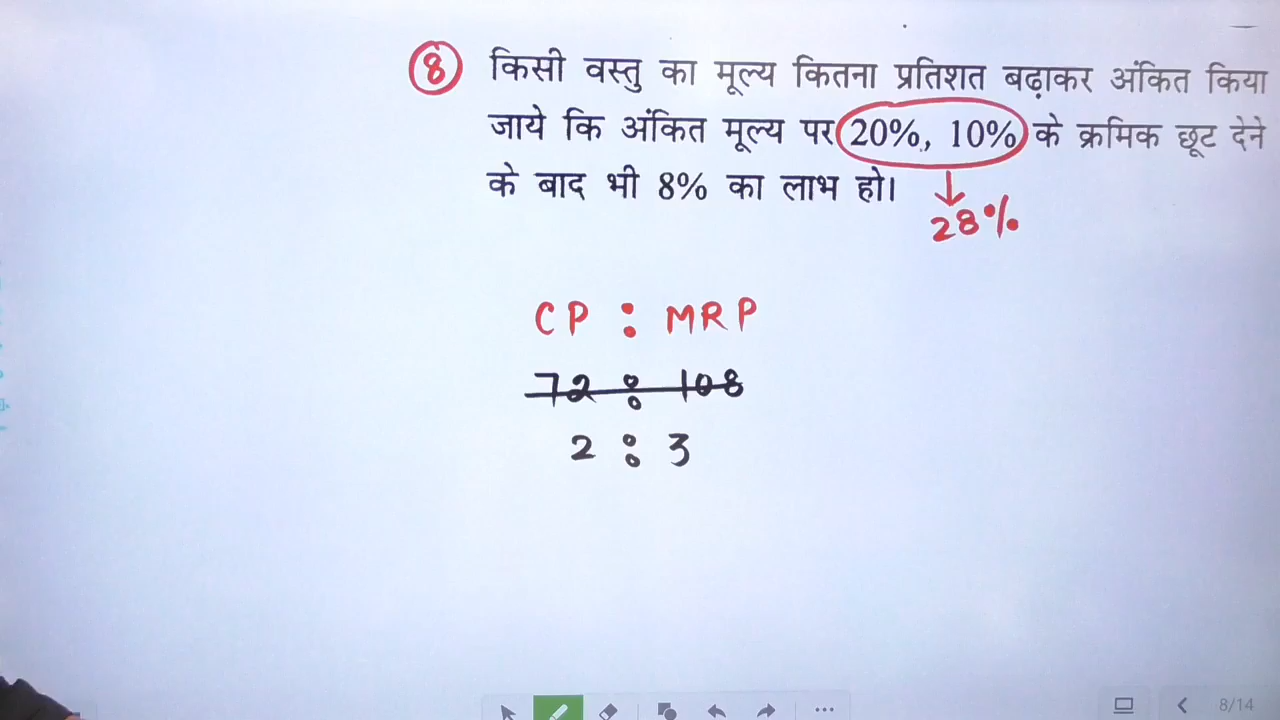 8 किसी वस्तु का मूल्य कितना प्रतिशत बढ़ाकर अंकित किया
जाये कि अंकित मूल्य पर 20%, 10% के क्रमिक छूट देने
के बाद भी 8% का लाभ हो।
28%
CP : MRP
72 : 108
2 : 3
8/14